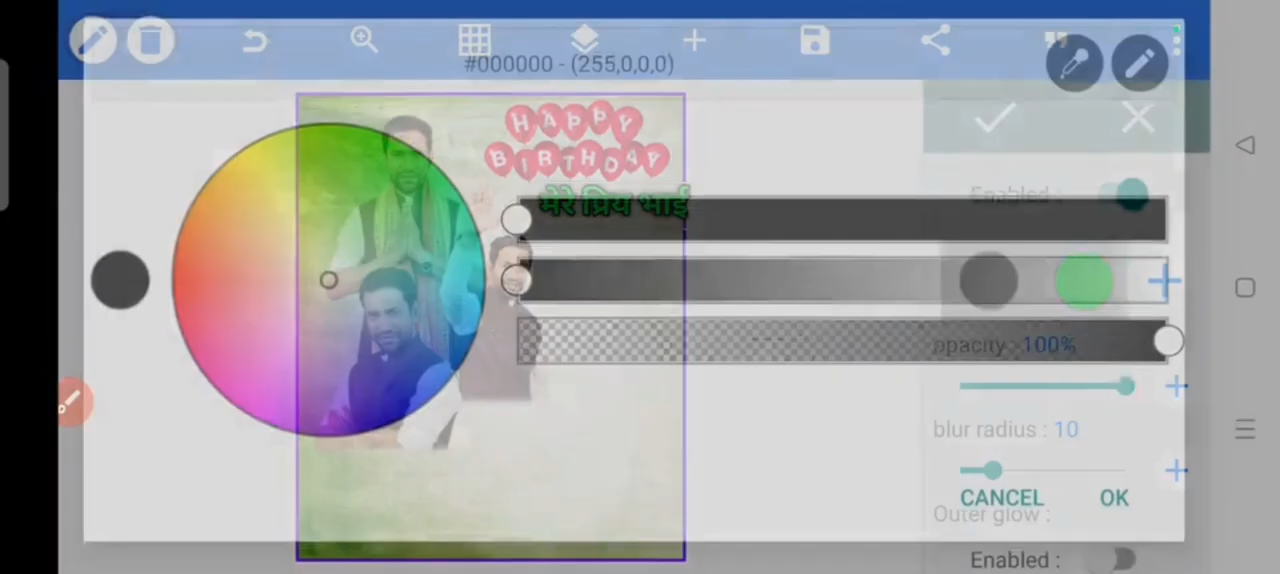 #000000 - (255,0,0,0)
HAPPY
BIRTHDAY
मेरे प्रिय भाई
Enabled :
opacity : 100%
blur radius : 10
CANCEL OK
Outer glow :
Enabled :